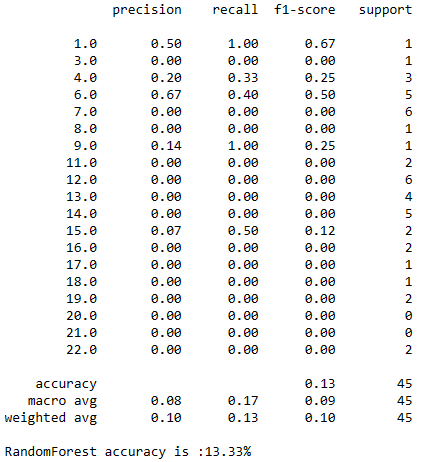 precision recall f1-score support
1.0 0.50 1.00 0.67 1
3.0 0.00 0.00 0.00 1
4.0 0.20 0.33 0.25 3
6.0 0.67 0.40 0.50 5
7.0 0.00 0.00 0.00 6
8.0 0.00 0.00 0.00 1
9.0 0.14 1.00 0.25 1
11.0 0.00 0.00 0.00 2
12.0 0.00 0.00 0.00 6
13.0 0.00 0.00 0.00 4
14.0 0.00 0.00 0.00 5
15.0 0.07 0.50 0.12 2
16.0 0.00 0.00 0.00 2
17.0 0.00 0.00 0.00 1
18.0 0.00 0.00 0.00 1
19.0 0.00 0.00 0.00 2
20.0 0.00 0.00 0.00 0
21.0 0.00 0.00 0.00 0
22.0 0.00 0.00 0.00 2
accuracy 0.13 45
macro avg 0.08 0.17 0.09 45
weighted avg 0.10 0.13 0.10 45
RandomForest accuracy is :13.33%